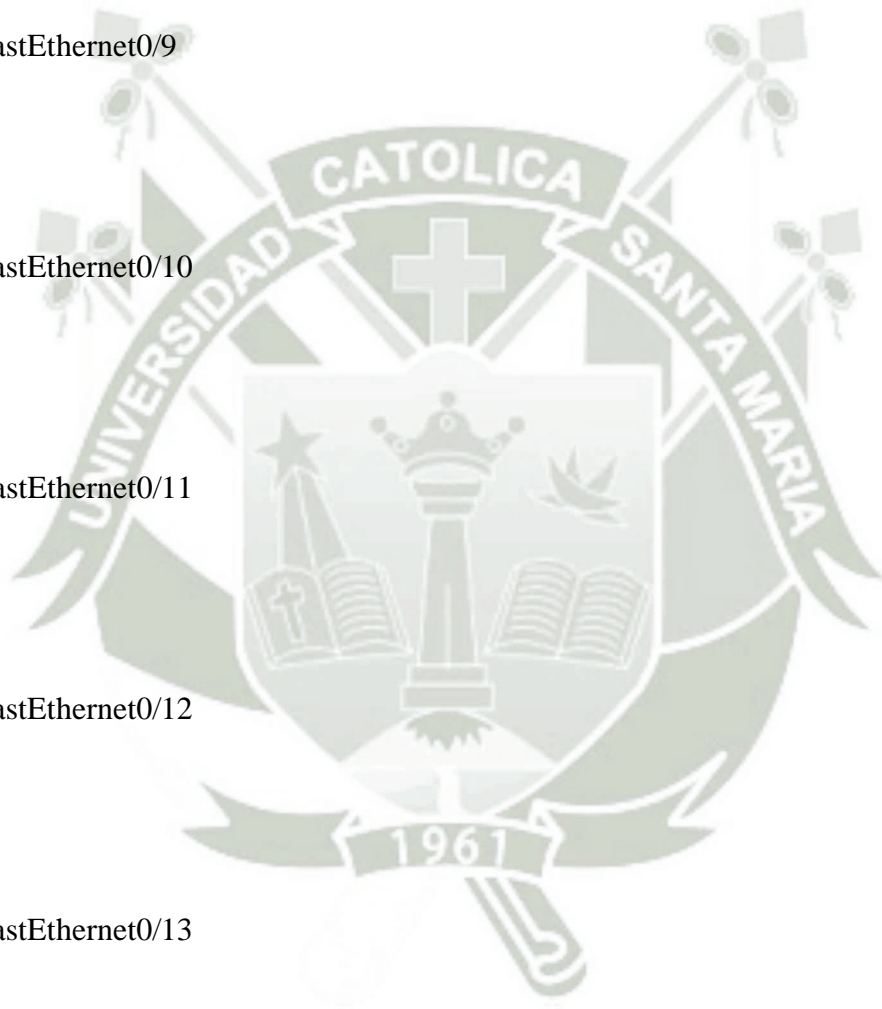 astEthernet0/9
CATOLICA
UNIVERSIDAD
SANTA MARIA
astEthernet0/10
astEthernet0/11
astEthernet0/12
1961
astEthernet0/13